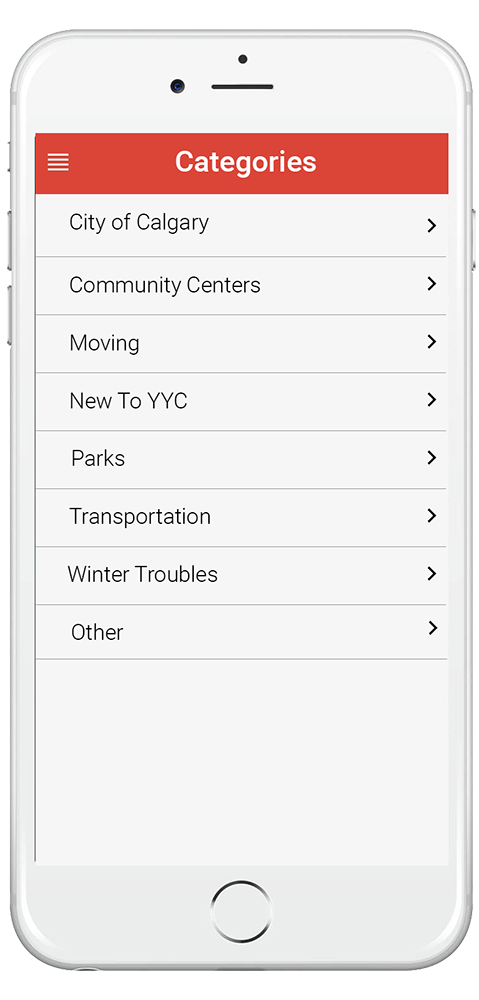 Categories
City of Calgary
Community Centers
Moving
New To YYC
Parks
Transportation
Winter Troubles
Other